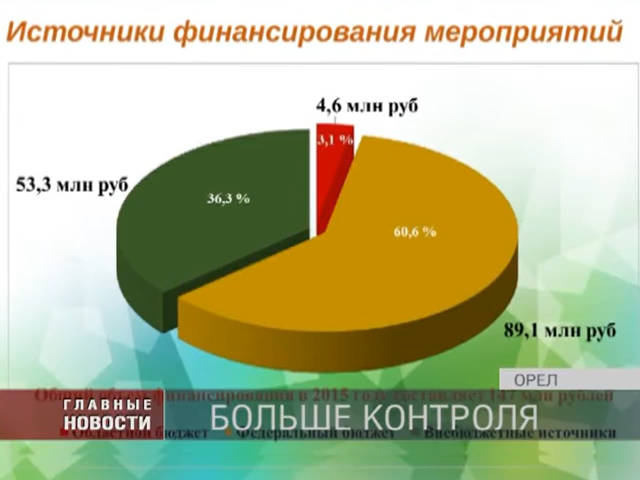 Источники финансирования мероприятий
4,6 млн руб
3,1 %
53,3 млн руб
36,3 %
60,6 %
89,1 млн руб
ОРЕЛ
Общий объем финансирования в 2015 году составляет 147 млн рублей
ГЛАВНЫЕ
НОВОСТИ
БОЛЬШЕ КОНТРОЛЯ
Областной бюджет Федеральный бюджет Внебюджетные источники